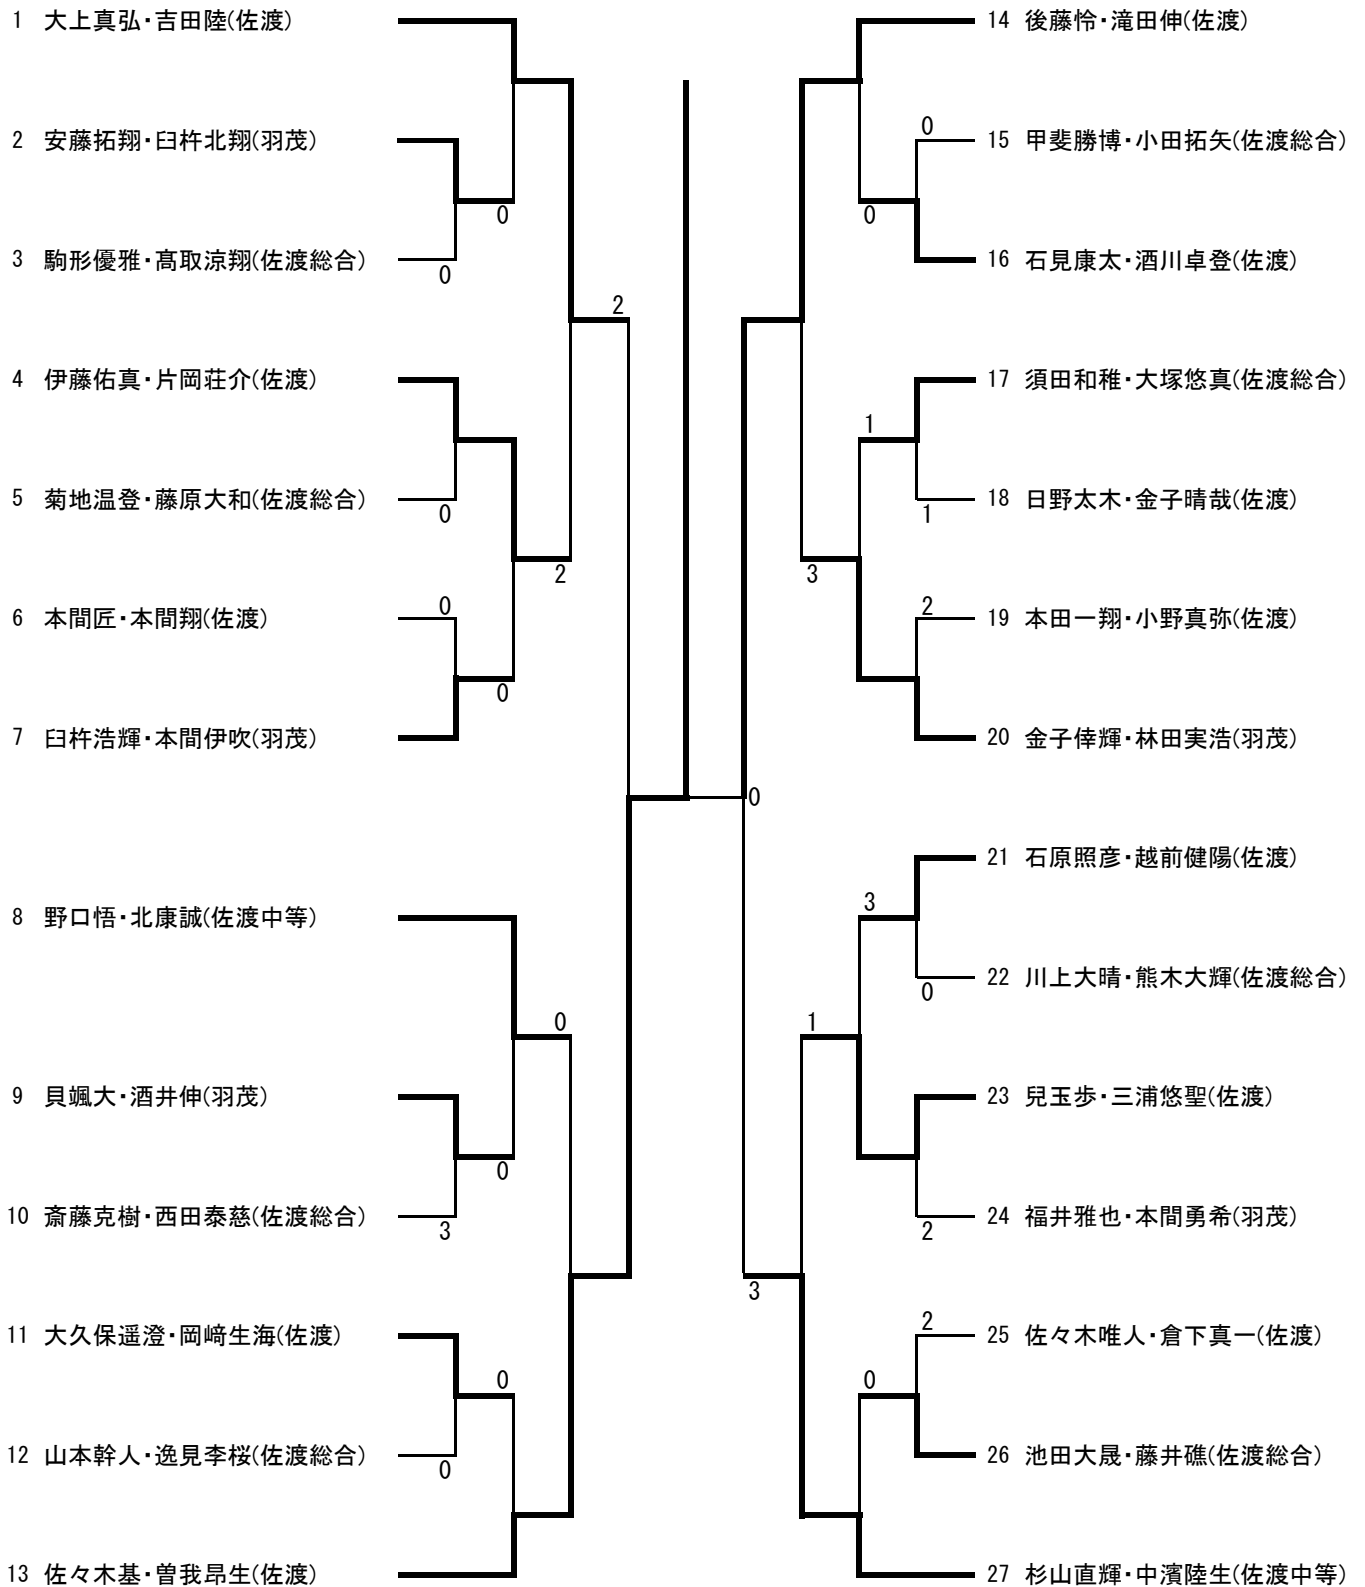 1 大上真弘・吉田陸(佐渡)
2 安藤拓翔・臼杵北翔(羽茂)
0
3 駒形優雅・髙取涼翔(佐渡総合)
0
2
4 伊藤佑真・片岡荘介(佐渡)
5 菊地温登・藤原大和(佐渡総合)
0
2
6 本間匠・本間翔(佐渡)
0
0
7 臼杵浩輝・本間伊吹(羽茂)
8 野口悟・北康誠(佐渡中等)
0
9 貝颯大・酒井伸(羽茂)
0
10 斎藤克樹・西田泰慈(佐渡総合)
3
11 大久保遥澄・岡﨑生海(佐渡)
0
12 山本幹人・逸見李桜(佐渡総合)
0
13 佐々木基・曽我昂生(佐渡)
0
14 後藤怜・滝田伸(佐渡)
0
15 甲斐勝博・小田拓矢(佐渡総合)
0
16 石見康太・酒川卓登(佐渡)
17 須田和稚・大塚悠真(佐渡総合)
1
18 日野太木・金子晴哉(佐渡)
1
3
2
19 本田一翔・小野真弥(佐渡)
20 金子倖輝・林田実浩(羽茂)
21 石原照彦・越前健陽(佐渡)
3
22 川上大晴・熊木大輝(佐渡総合)
0
1
23 兒玉歩・三浦悠聖(佐渡)
24 福井雅也・本間勇希(羽茂)
2
3
2
25 佐々木唯人・倉下真一(佐渡)
0
26 池田大晟・藤井礁(佐渡総合)
27 杉山直輝・中濱陸生(佐渡中等)